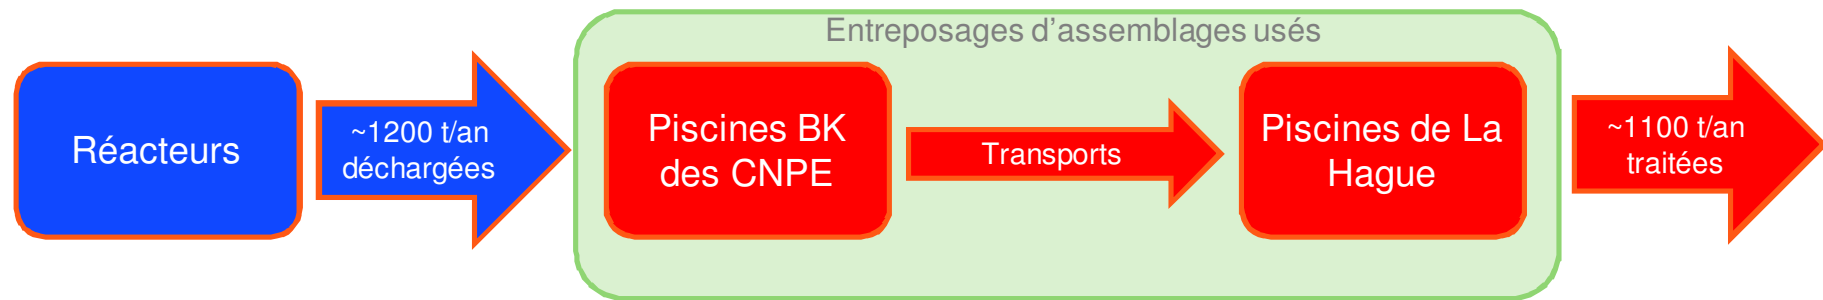 Entreposages d'assemblages usés
Réacteurs
~1200 t/an
déchargées
Piscines BK
des CNPE
Transports
Piscines de La
Hague
~1100 t/an
traitées